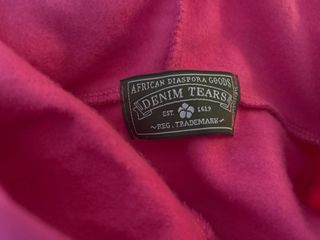 AFRICAN DIASPORA GOODS
DENIM TEARS
EST. 1619
~REG. TRADEMARK~